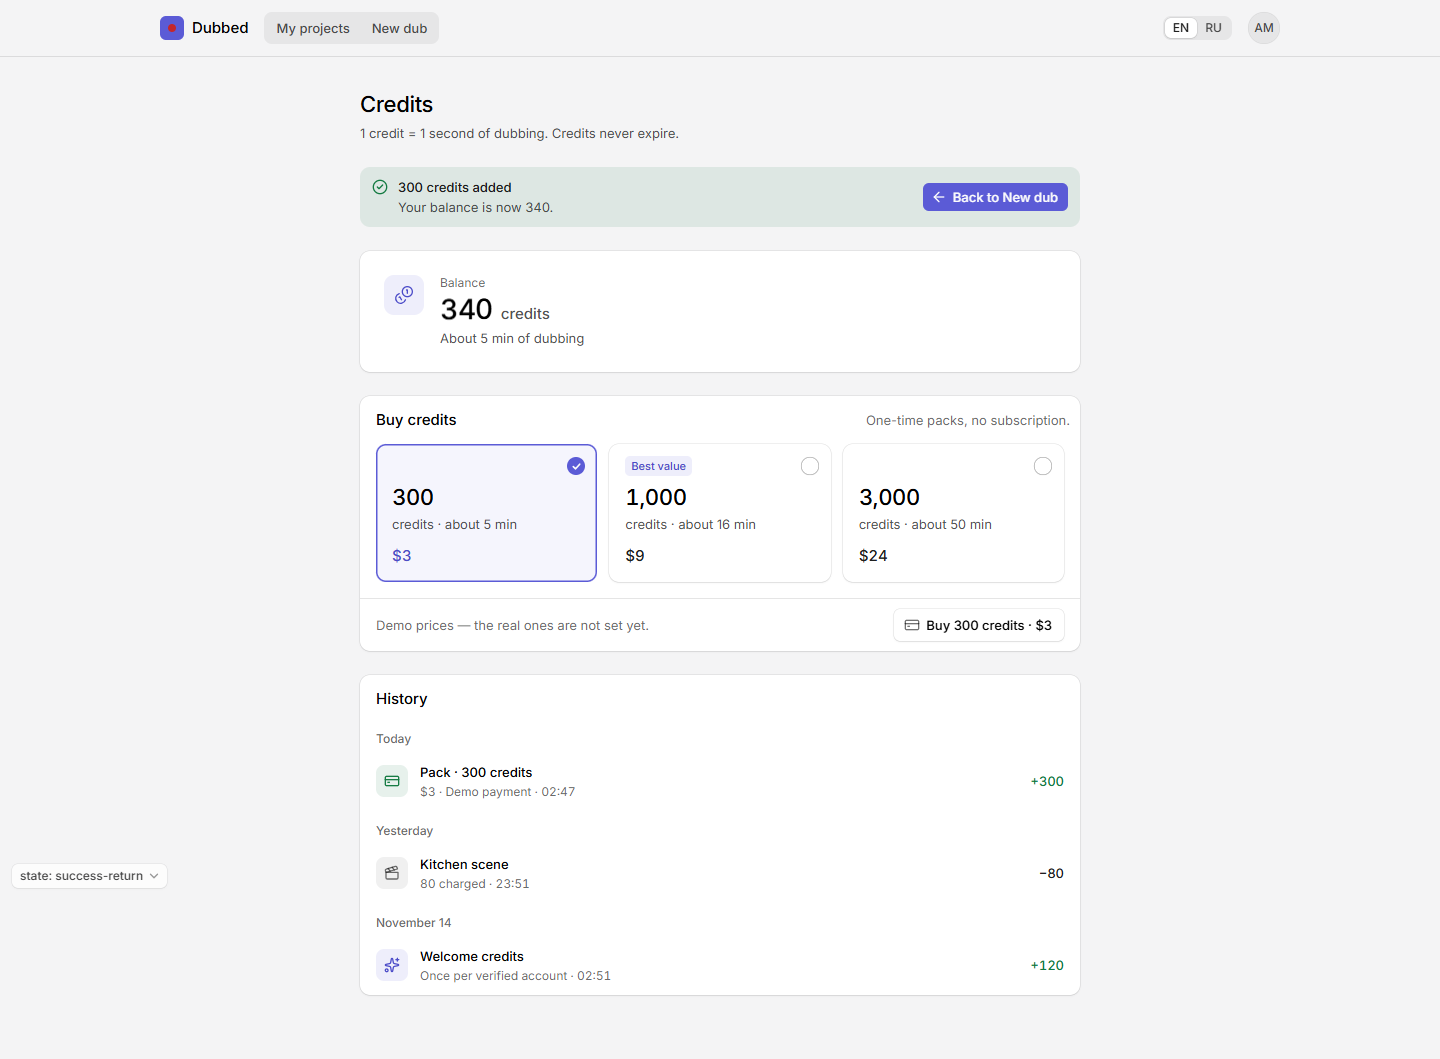 Dubbed
My projects
New dub
EN
RU
AM
Credits
1 credit = 1 second of dubbing. Credits never expire.
300 credits added
Your balance is now 340.
Back to New dub
Balance
340 credits
About 5 min of dubbing
Buy credits
One-time packs, no subscription.
300
credits · about 5 min
$3
Best value
1,000
credits · about 16 min
$9
3,000
credits · about 50 min
$24
Demo prices — the real ones are not set yet.
Buy 300 credits · $3
History
Today
Pack · 300 credits
$3 · Demo payment · 02:47
+300
Yesterday
Kitchen scene
80 charged · 23:51
−80
November 14
Welcome credits
Once per verified account · 02:51
+120
state: success-return